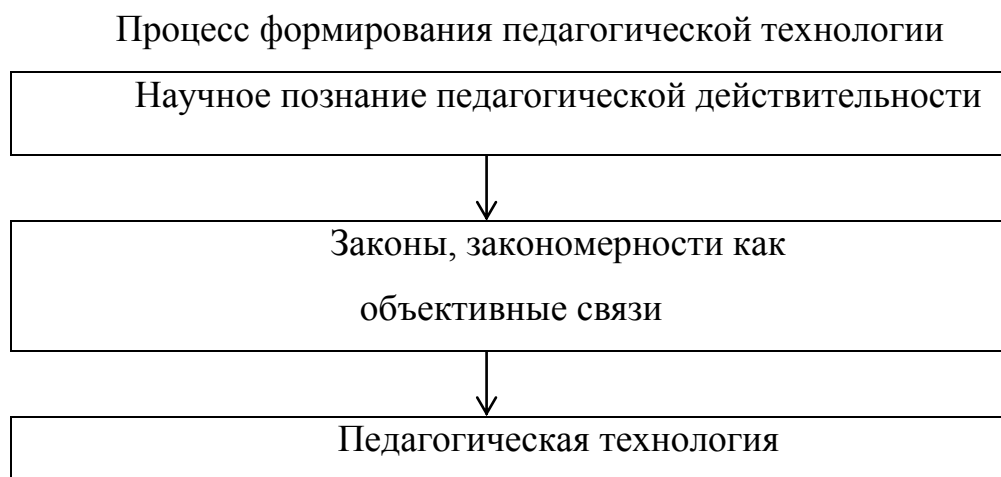 Процесс формирования педагогической технологии
Научное познание педагогической действительности
Законы, закономерности как
объективные связи
Педагогическая технология